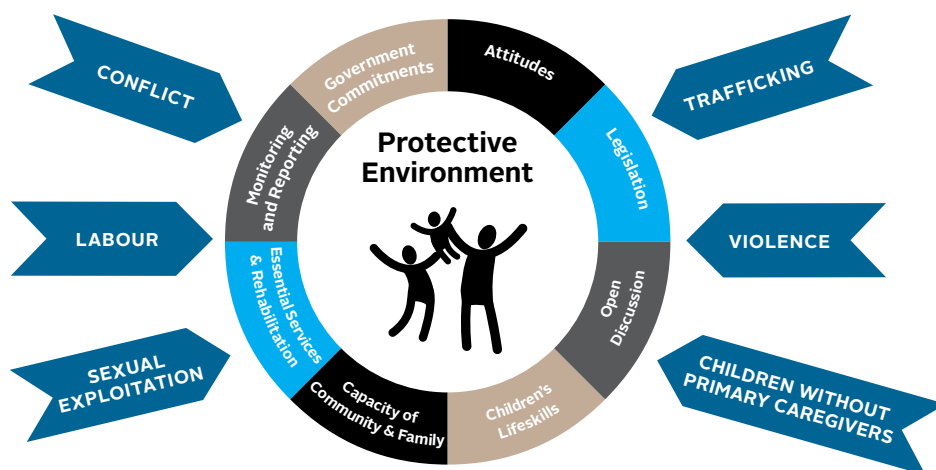 CONFLICT
LABOUR
SEXUAL
EXPLOITATION
Government
Commitments
Attitudes
Legislation
Open
Discussion
Children's
Lifeskills
Capacity of
Community & Family
Essential Services
& Rehabilitation
Monitoring
and Reporting
Protective
Environment
TRAFFICKING
VIOLENCE
CHILDREN WITHOUT
PRIMARY CAREGIVERS